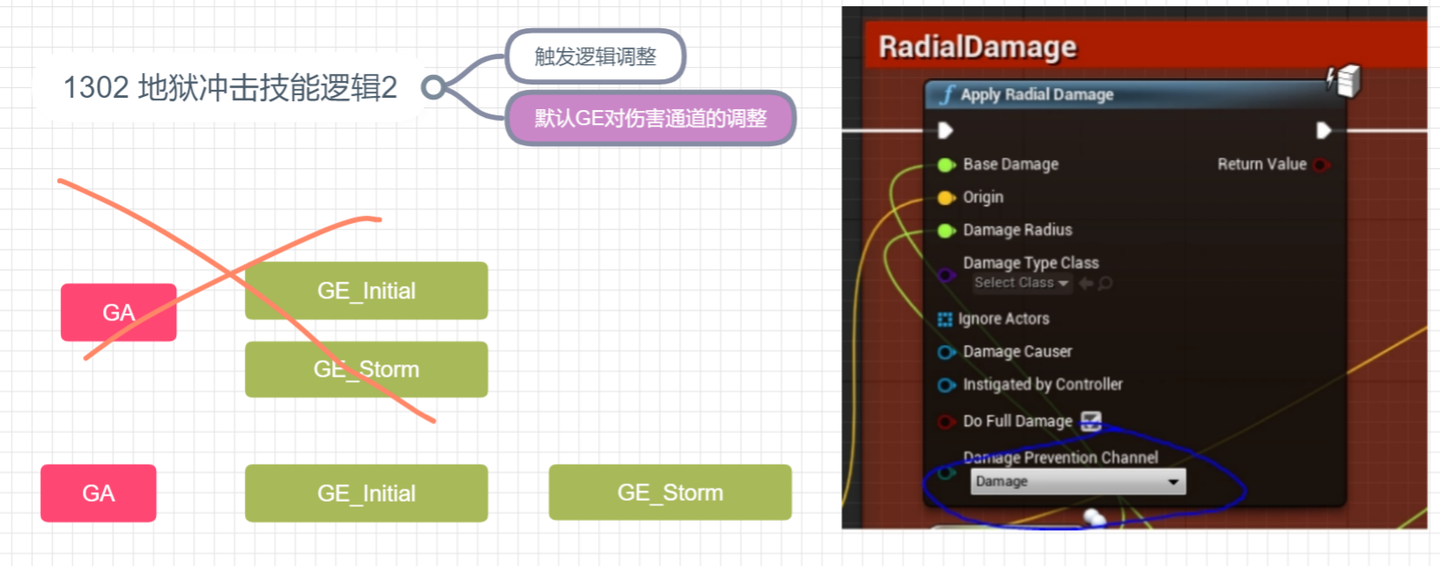 1302 地狱冲击技能逻辑2
触发逻辑调整
默认GE对伤害通道的调整
GA
GE_Initial
GE_Storm
GA
GE_Initial
GE_Storm
RadialDamage
Apply Radial Damage
Base Damage
Return Value
Origin
Damage Radius
Damage Type Class
Select Class
Ignore Actors
Damage Causer
Instigated by Controller
Do Full Damage
Damage Prevention Channel
Damage